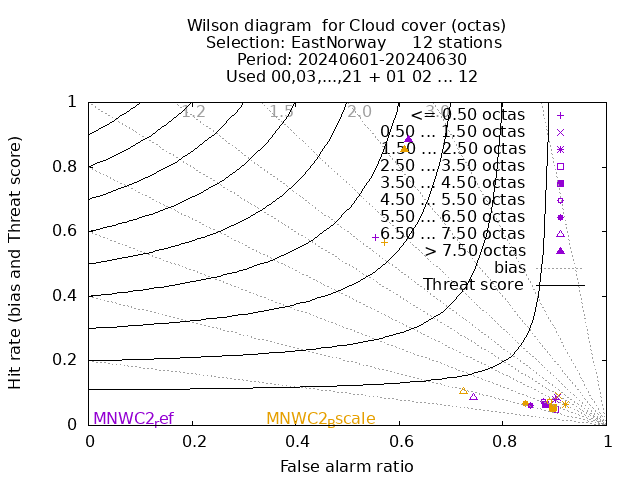 Wilson diagram  for Cloud cover (octas)
Selection: EastNorway     12 stations
Period: 20240601-20240630
Used 00,03,...,21 + 01 02 ... 12
Hit rate (bias and Threat score)
1
0.8
0.6
0.4
0.2
0
1.2
1.5
2.0
3.0
<= 0.50 octas
0.50 ... 1.50 octas
1.50 ... 2.50 octas
2.50 ... 3.50 octas
3.50 ... 4.50 octas
4.50 ... 5.50 octas
5.50 ... 6.50 octas
6.50 ... 7.50 octas
> 7.50 octas
bias
Threat score
MNWC2ref
MNWC2Bscale
0
0.2
0.4
0.6
0.8
1
False alarm ratio